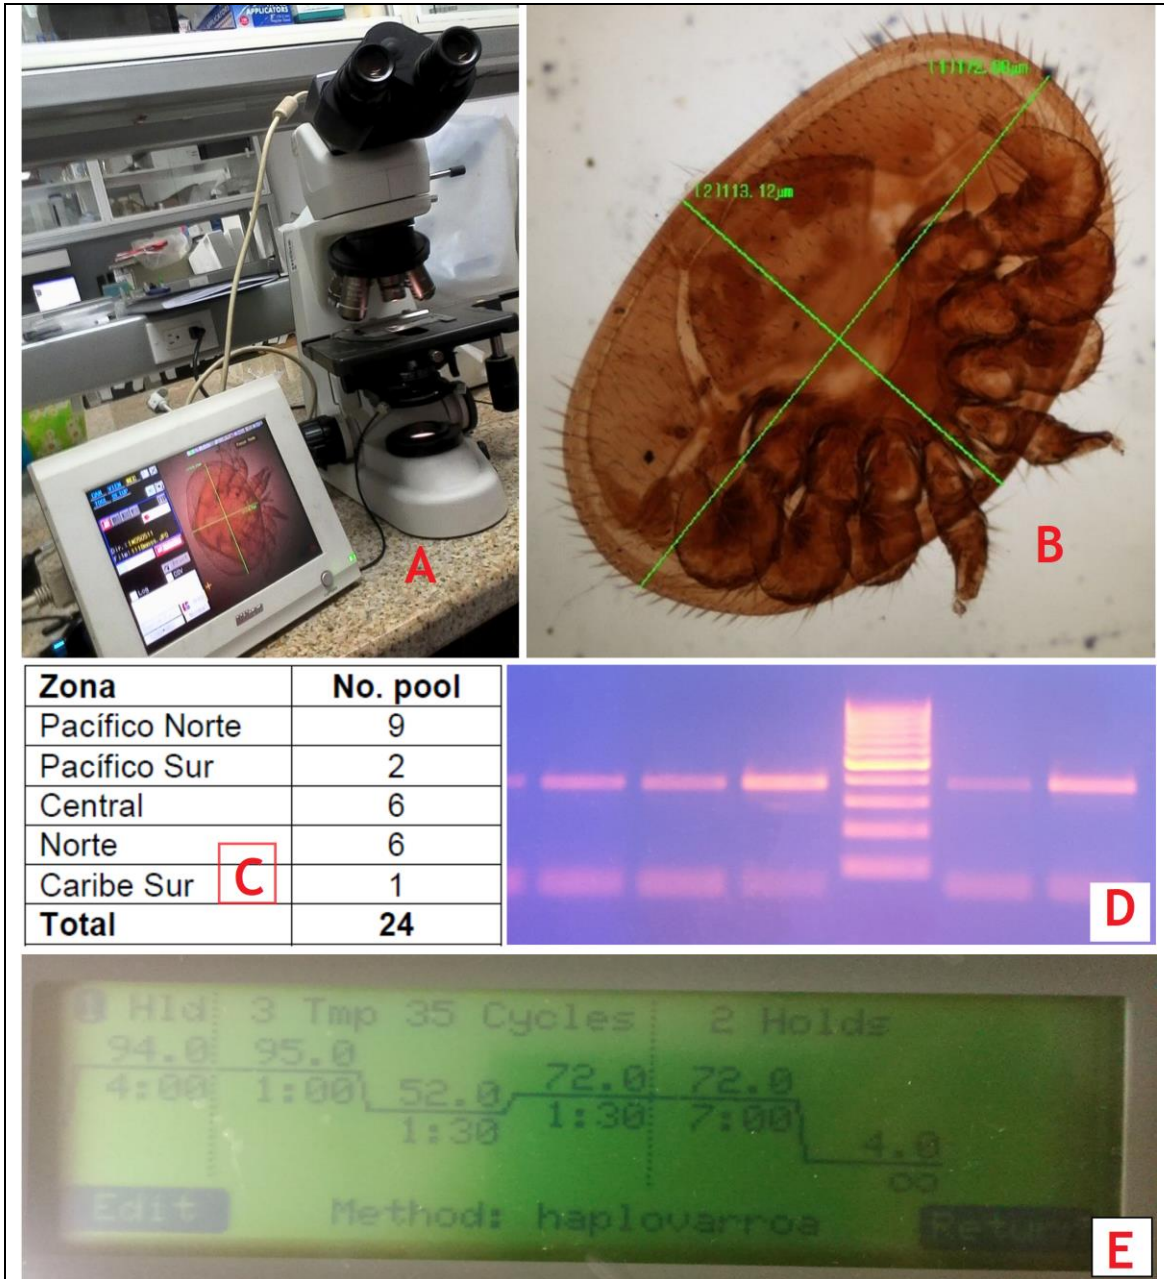 APPLICATORS
A
(1)172.00µm
(2)113.12µm
B
Zona No. pool
Pacífico Norte 9
Pacífico Sur 2
Central 6
Norte 6
Caribe Sur 1
Total 24
C
D
1 Hld 3 Tmp 35 Cycles 2 Holds
94.0 95.0
4:00 1:00 52.0 72.0 72.0
1:30 1:30 7:00 4.0
∞
Edit Method: haplovarroa Return
E